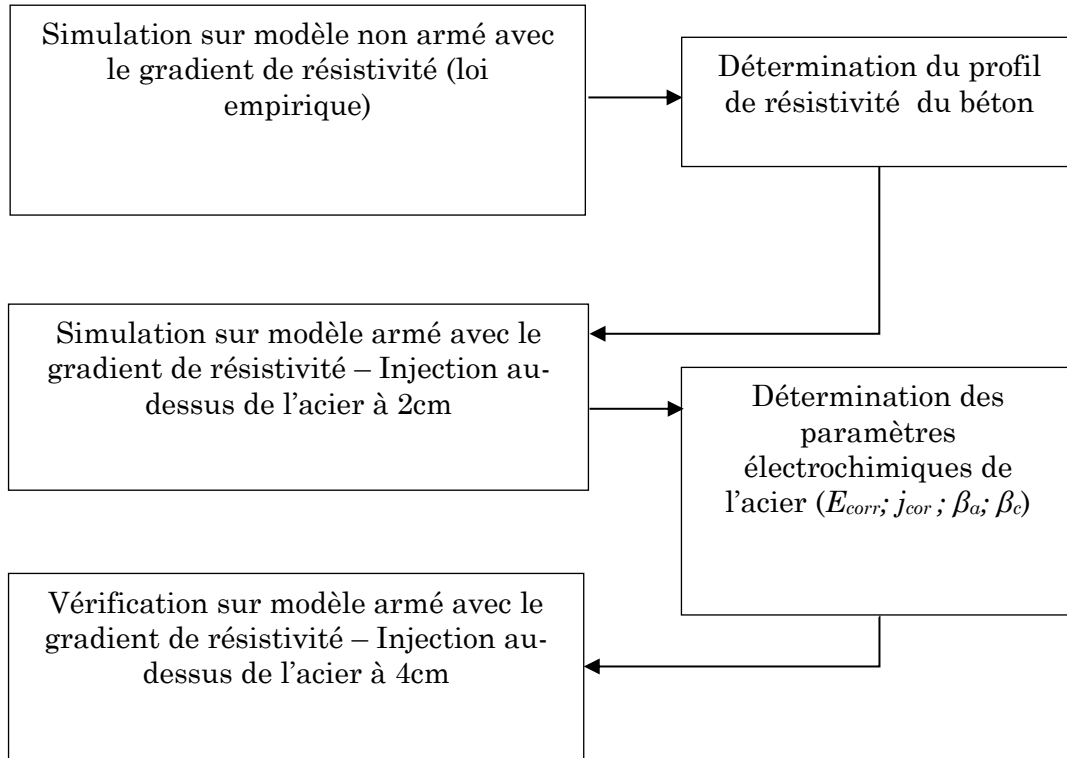 Simulation sur modèle non armé avec
le gradient de résistivité (loi
empirique)
Détermination du profil
de résistivité du béton
Simulation sur modèle armé avec le
gradient de résistivité – Injection au-
dessus de l’acier à 2cm
Détermination des
paramètres
électrochimiques de
l’acier (Ecorr; jcor ; βa; βc)
Vérification sur modèle armé avec le
gradient de résistivité – Injection au-
dessus de l’acier à 4cm